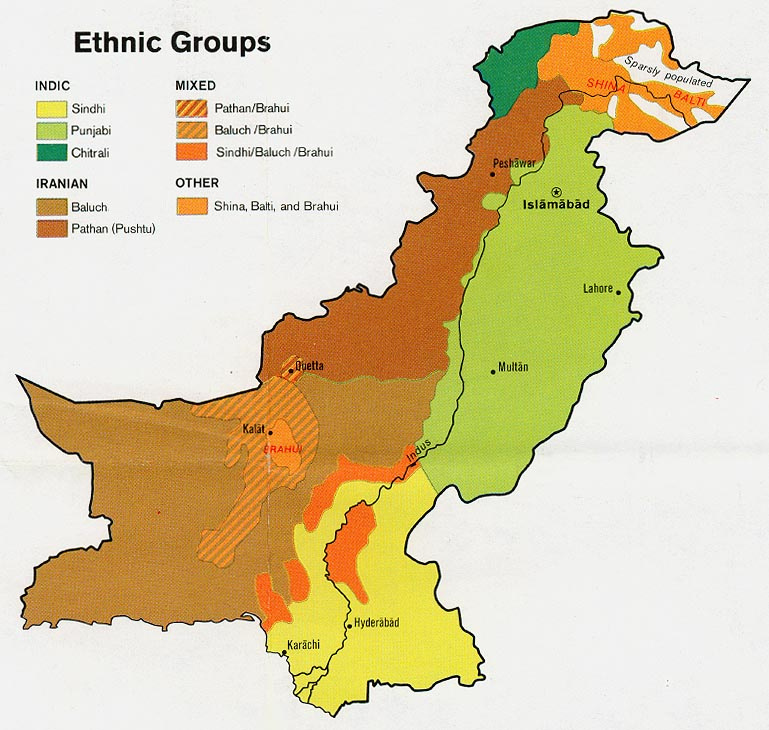 Ethnic Groups
INDIC
Sindhi
Punjabi
Chitrali
IRANIAN
Baluch
Pathan (Pushtu)
MIXED
Pathan/Brahui
Baluch/Brahui
Sindhi/Baluch/Brahui
OTHER
Shina, Balti, and Brahui
Sparsly populated
SHINA
BALTI
Peshāwar
Islāmābād
Lahore
Quetta
Multān
Kalāt
BRAHUI
Indus
Hyderābād
Karāchi